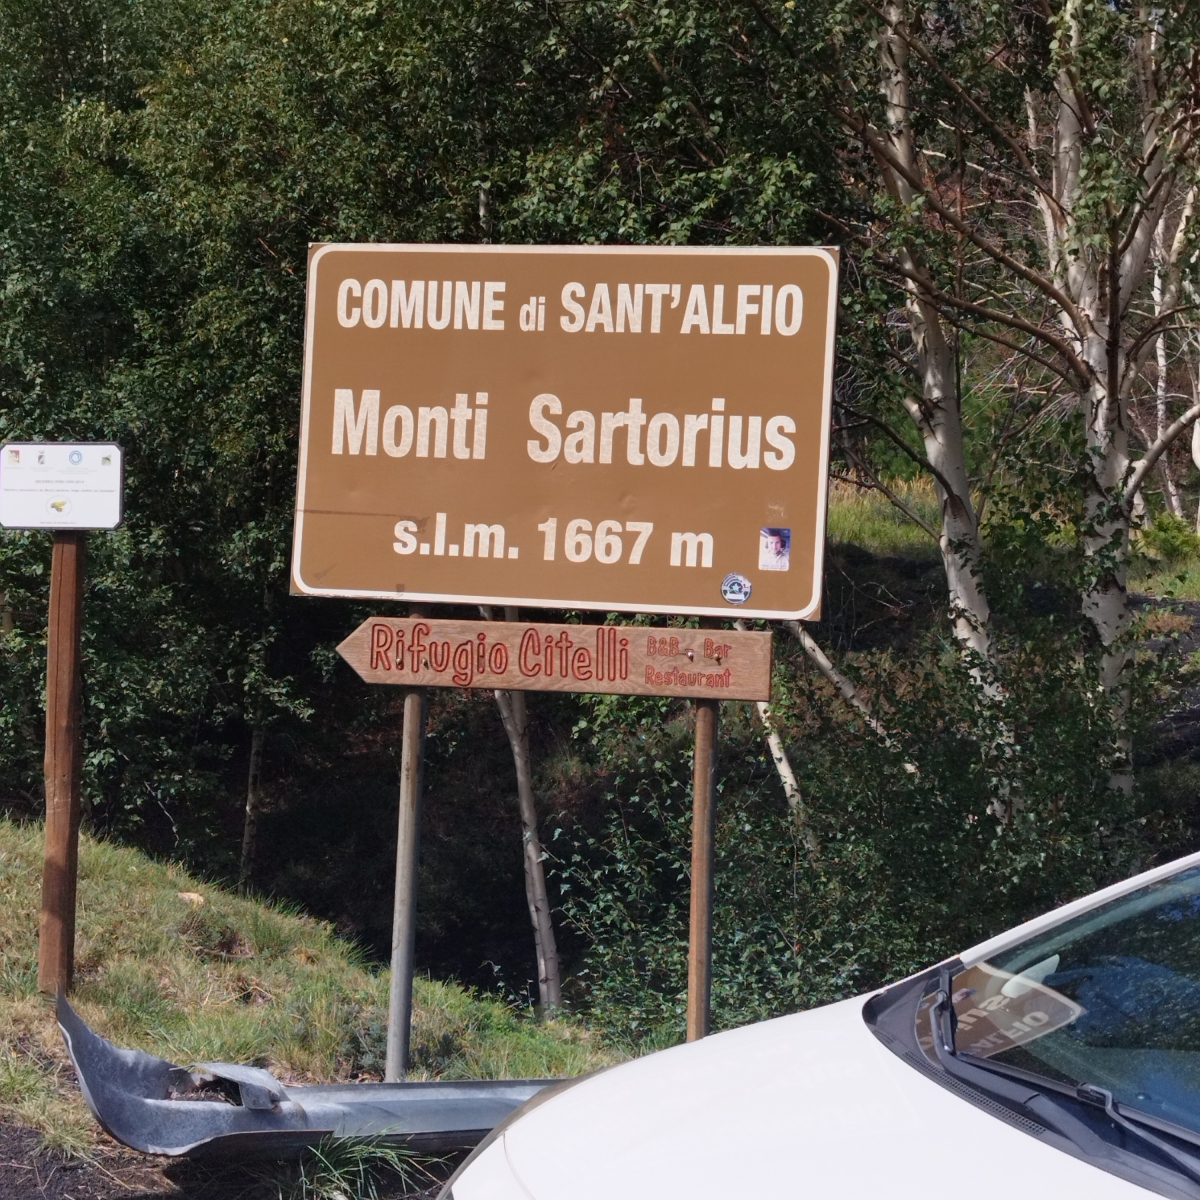 COMUNE di SANT'ALFIO
Monti Sartorius
s.l.m. 1667 m
Rifugio Citelli
B&B - Bar
Restaurant